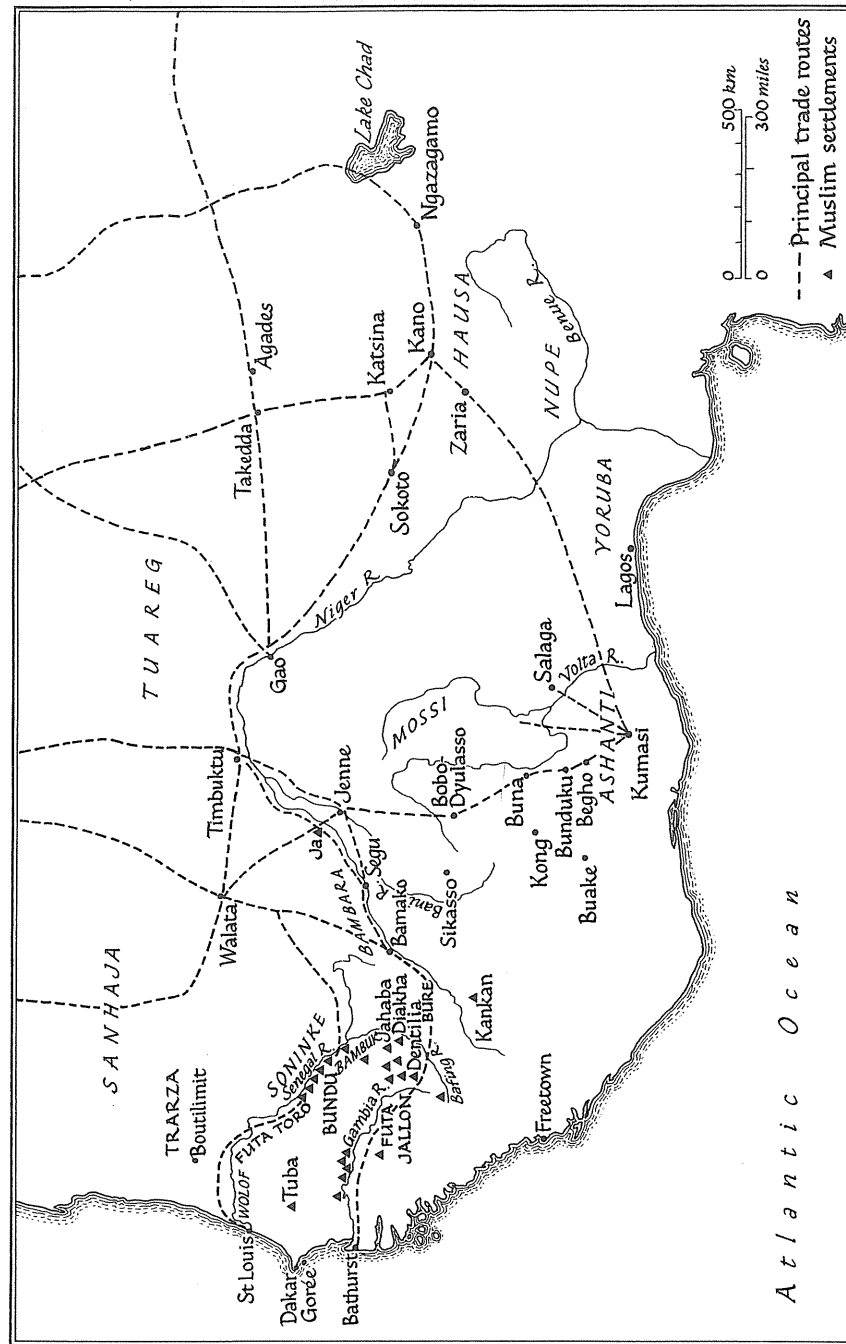 SANHAJA
TUAREG
TRARZA
Boutilimit
Walata
Timbuktu
Gao
Takedda
Agades
Lake Chad
St Louis
WOLOF
FUTA TORO
SONINKE
Senegal R.
Dakar
Gorée
Tuba
BUNDU
BAMBUK
Bathurst
Gambia R.
FUTA
JALLON
Jahaba
Djakha
Dentilia
BURE
Bafing R.
Kankan
Bamako
BAMBARA
Segu
Ja
Jenne
Bani
R.
Sikasso
Bobo-
Dyulasso
MOSSI
Niger R.
Sokoto
Katsina
Kano
Ngazagamo
HAUSA
Zaria
NUPE
Benue R.
YORUBA
Lagos
Salaga
Volta R.
Kong
Buna
Bunduku
Begho
Buake
ASHANTI
Kumasi
Freetown
Atlantic Ocean
0 500 km
0 300 miles
Principal trade routes
Muslim settlements